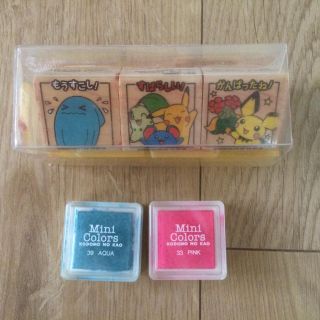 もうすこし!
すばらしい!
がんばったね!
Mini
Colors
KODOMO NO KAO
39 AQUA
Mini
Colors
KODOMO NO KAO
33 PINK